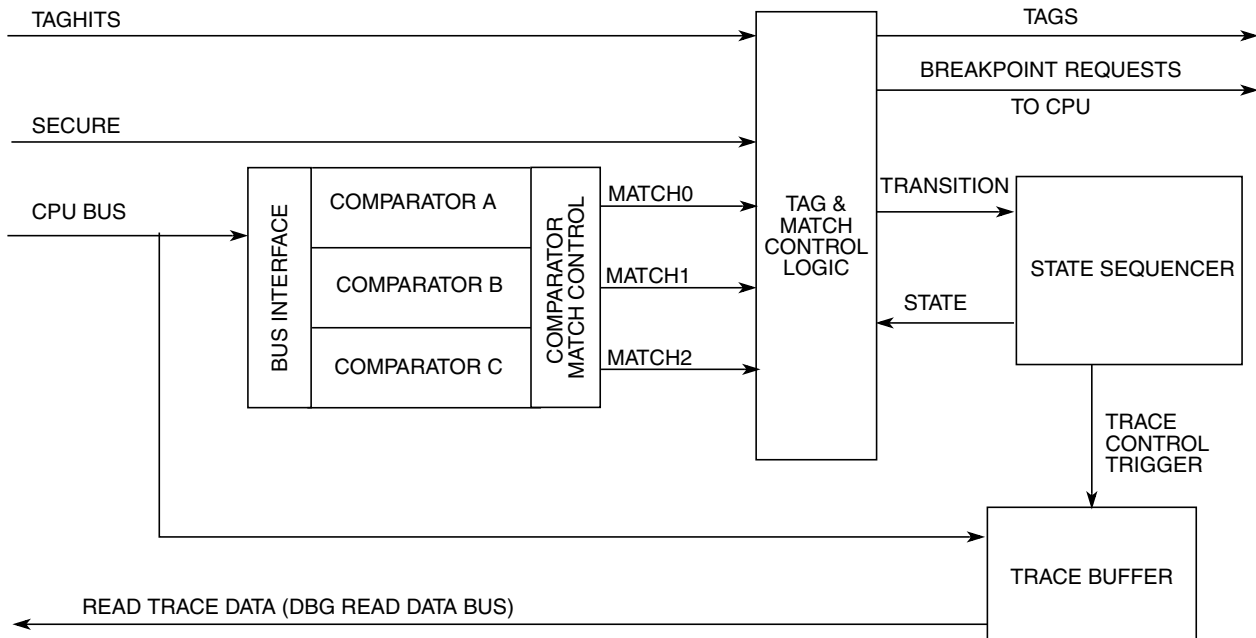 TAGHITS
TAGS
BREAKPOINT REQUESTS
TO CPU
SECURE
CPU BUS
BUS INTERFACE
COMPARATOR A
COMPARATOR B
COMPARATOR C
COMPARATOR
MATCH CONTROL
MATCH0
MATCH1
MATCH2
TAG &
MATCH
CONTROL
LOGIC
TRANSITION
STATE
STATE SEQUENCER
TRACE
CONTROL
TRIGGER
TRACE BUFFER
READ TRACE DATA (DBG READ DATA BUS)